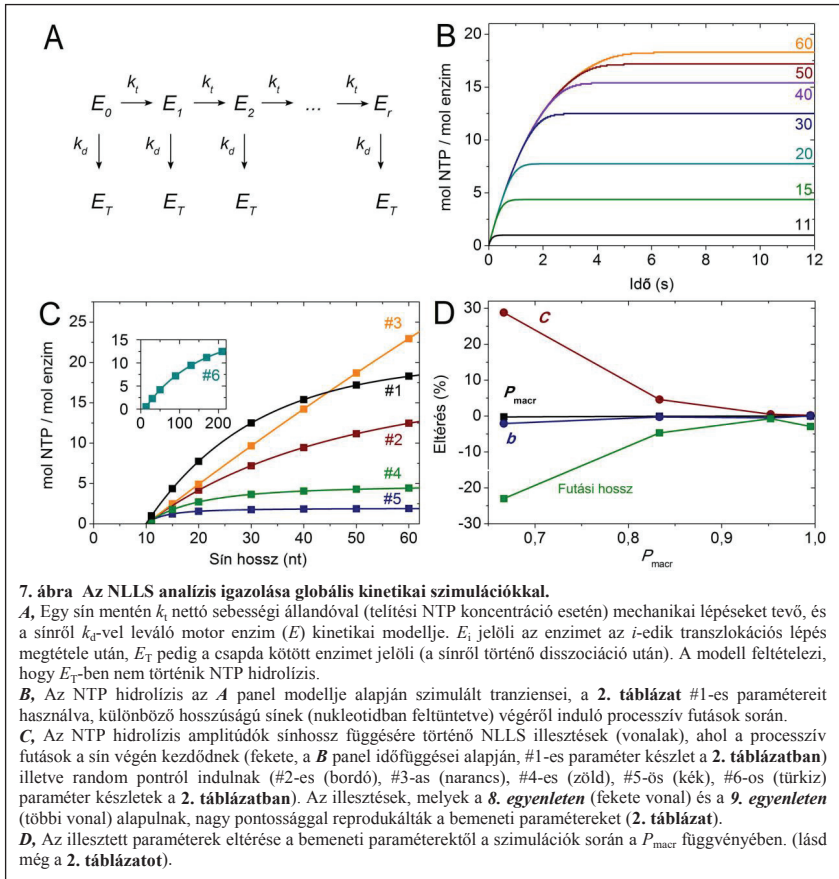 A
k_t k_t k_t k_t
E_0 E_1 E_2 ... E_r
k_d k_d k_d k_d
E_T E_T E_T E_T
B
mol NTP / mol enzim
20
15
10
5
0
60
50
40
30
20
15
11
0 2 4 6 8 10 12
Idő (s)
C
mol NTP / mol enzim
25
20
15
10
5
0
15
10
5
0
0 100 200
#6
#3
#1
#2
#4
#5
0 10 20 30 40 50 60
Sín hossz (nt)
D
Eltérés (%)
30
20
10
0
-10
-20
-30
C
P_macr
b
Futási hossz
0,7 0,8 0,9 1,0
P_macr
7. ábra Az NLLS analízis igazolása globális kinetikai szimulációkkal.
A, Egy sín mentén k_t nettó sebességi állandóval (telítési NTP koncentráció esetén) mechanikai lépéseket tevő, és
a sínről k_d-vel leváló motor enzim (E) kinetikai modellje. E_i jelöli az enzimet az i-edik transzlokációs lépés
megtétele után, E_T pedig a csapda kötött enzimet jelöli (a sínről történő disszociáció után). A modell feltételezi,
hogy E_T-ben nem történik NTP hidrolízis.
B, Az NTP hidrolízis az A panel modellje alapján szimulált tranziensei, a 2. táblázat #1-es paramétereit
használva, különböző hosszúságú sínek (nukleotidban feltüntetve) végéről induló processzív futások során.
C, Az NTP hidrolízis amplitúdók sínhossz függésére történő NLLS illesztések (vonalak), ahol a processzív
futások a sín végén kezdődnek (fekete, a B panel időfüggései alapján, #1-es paraméter készlet a 2. táblázatban)
illetve random pontról indulnak (#2-es (bordó), #3-as (narancs), #4-es (zöld), #5-ös (kék), #6-os (türkiz)
paraméter készletek a 2. táblázatban). Az illesztések, melyek a 8. egyenleten (fekete vonal) és a 9. egyenleten
(többi vonal) alapulnak, nagy pontossággal reprodukálták a bemeneti paramétereket (2. táblázat).
D, Az illesztett paraméterek eltérése a bemeneti paraméterektől a szimulációk során a P_macr függvényében. (lásd
még a 2. táblázatot).